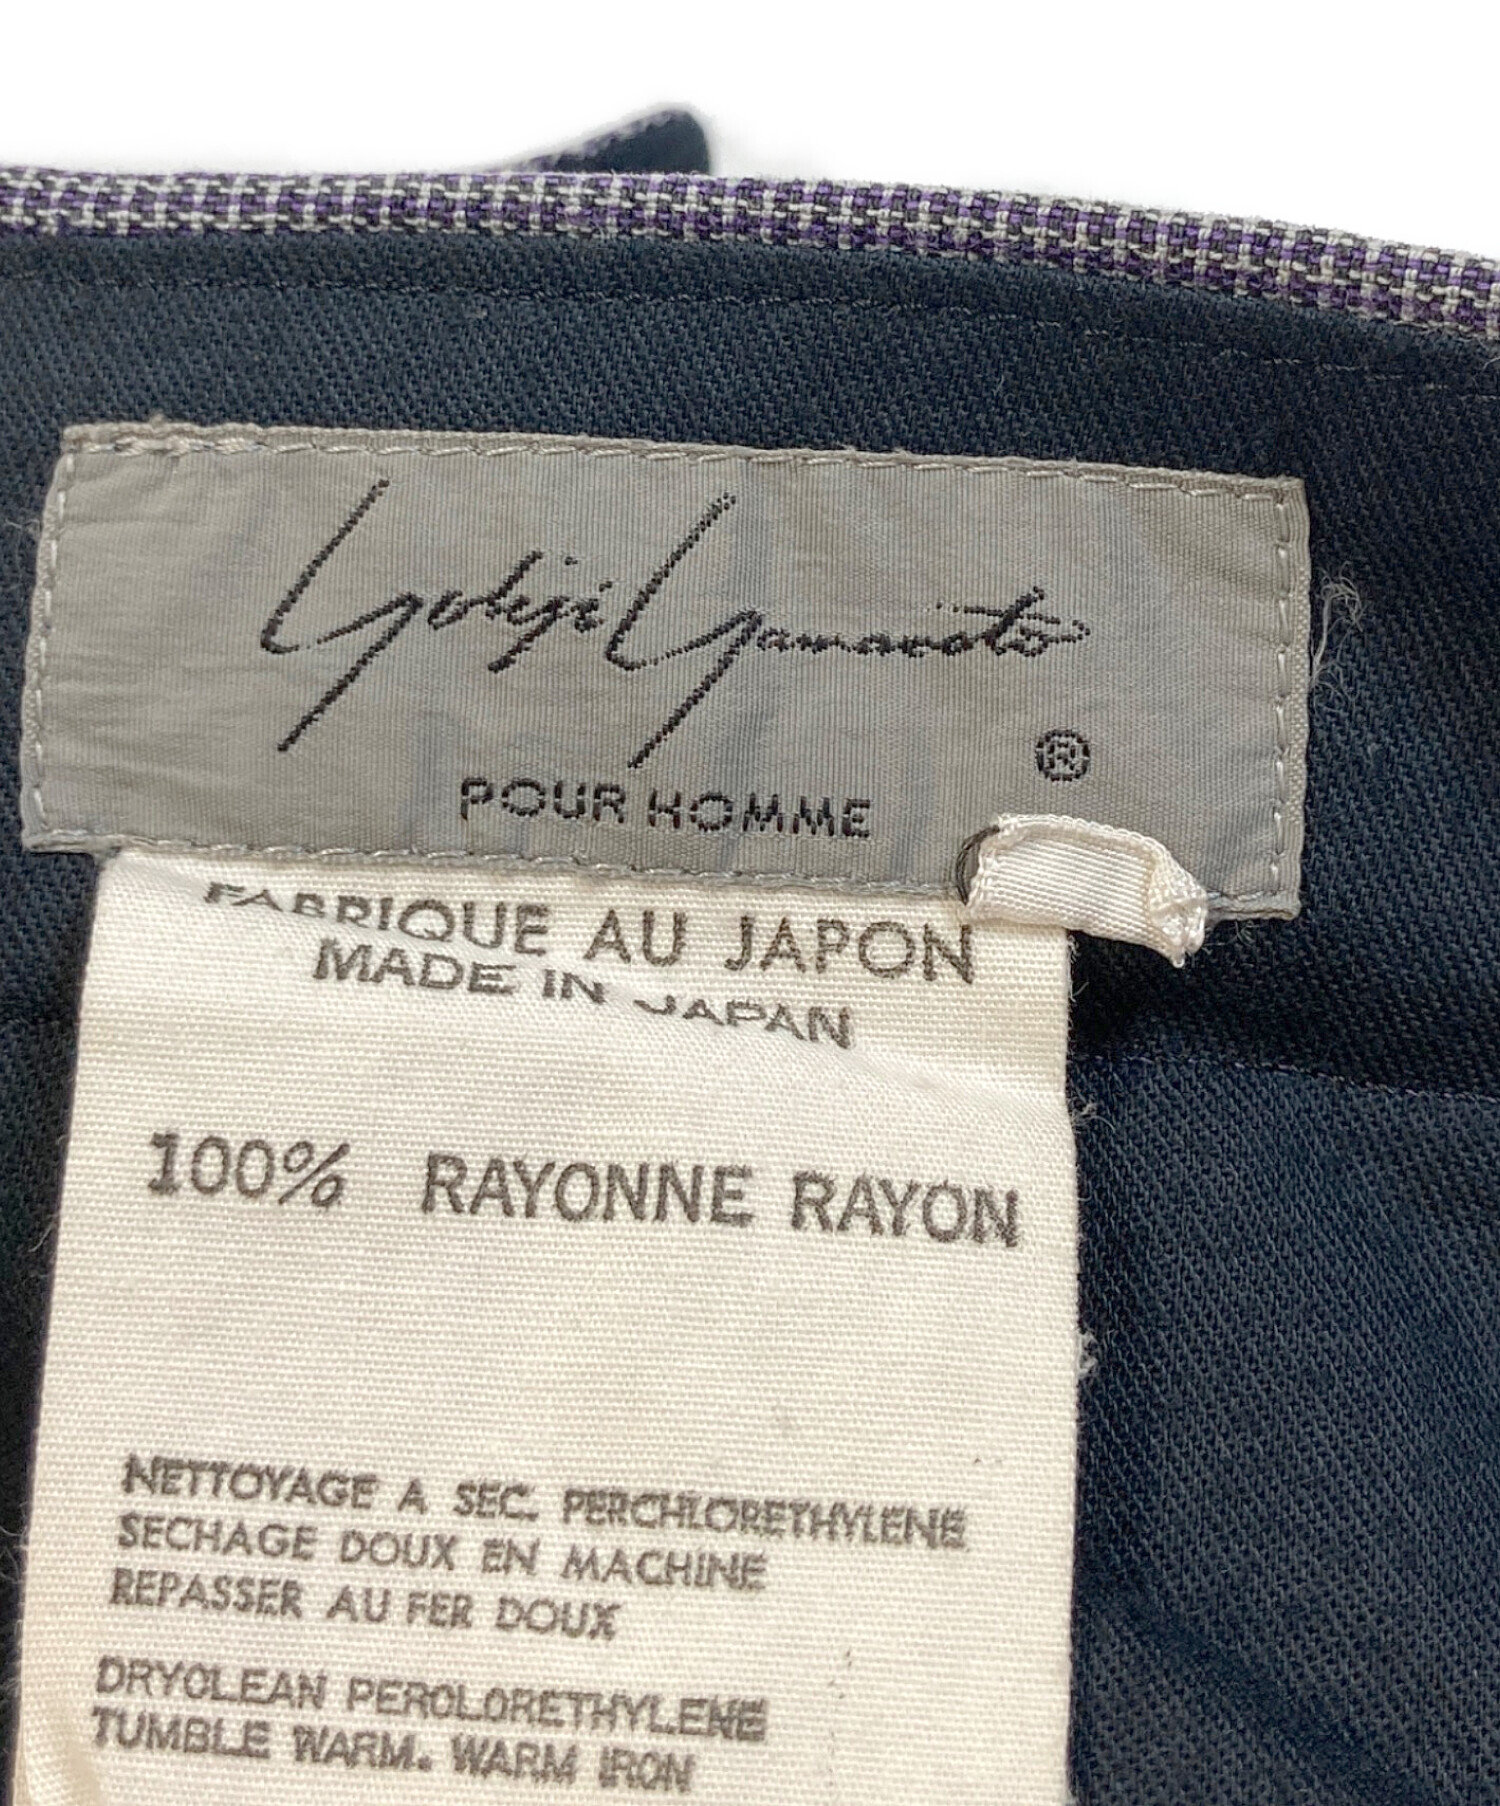 Yohji Yamamoto
®
POUR HOMME
FABRIQUE AU JAPON
MADE IN JAPAN
100% RAYONNE RAYON
NETTOYAGE A SEC. PERCHLORETHYLENE
SECHAGE DOUX EN MACHINE
REPASSER AU FER DOUX
DRYCLEAN PERCLORETHYLENE
TUMBLE WARM. WARM IRON